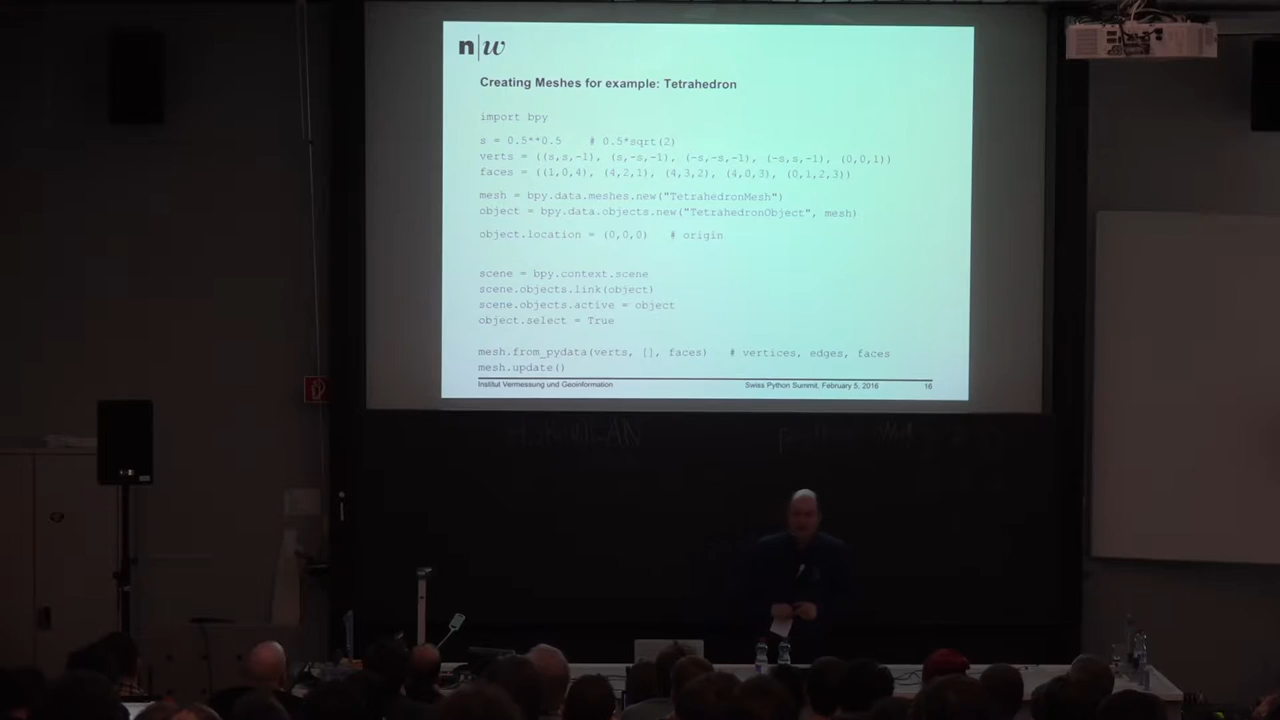 n|w
Creating Meshes for example: Tetrahedron
import bpy
s = 0.5**0.5 # 0.5*sqrt(2)
verts = ((s,s,-1), (s,-s,-1), (-s,-s,-1), (-s,s,-1), (0,0,1))
faces = ((1,0,4), (4,2,1), (4,3,2), (4,0,3), (0,1,2,3))
mesh = bpy.data.meshes.new("TetrahedronMesh")
object = bpy.data.objects.new("TetrahedronObject", mesh)
object.location = (0,0,0) # origin
scene = bpy.context.scene
scene.objects.link(object)
scene.objects.active = object
object.select = True
mesh.from_pydata(verts, [], faces) # vertices, edges, faces
mesh.update()
Institut Vermessung und Geoinformation Swiss Python Summit, February 5, 2016 16